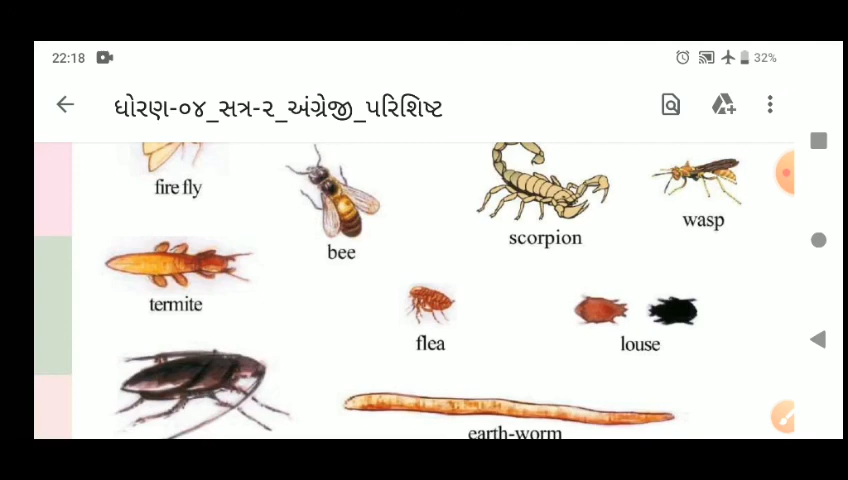 22:18
32%
ધોરણ-૦૪_સત્ર-૨_અંગ્રેજી_પરિશિષ્ટ
fire fly
bee
scorpion
wasp
termite
flea
louse
earth-worm